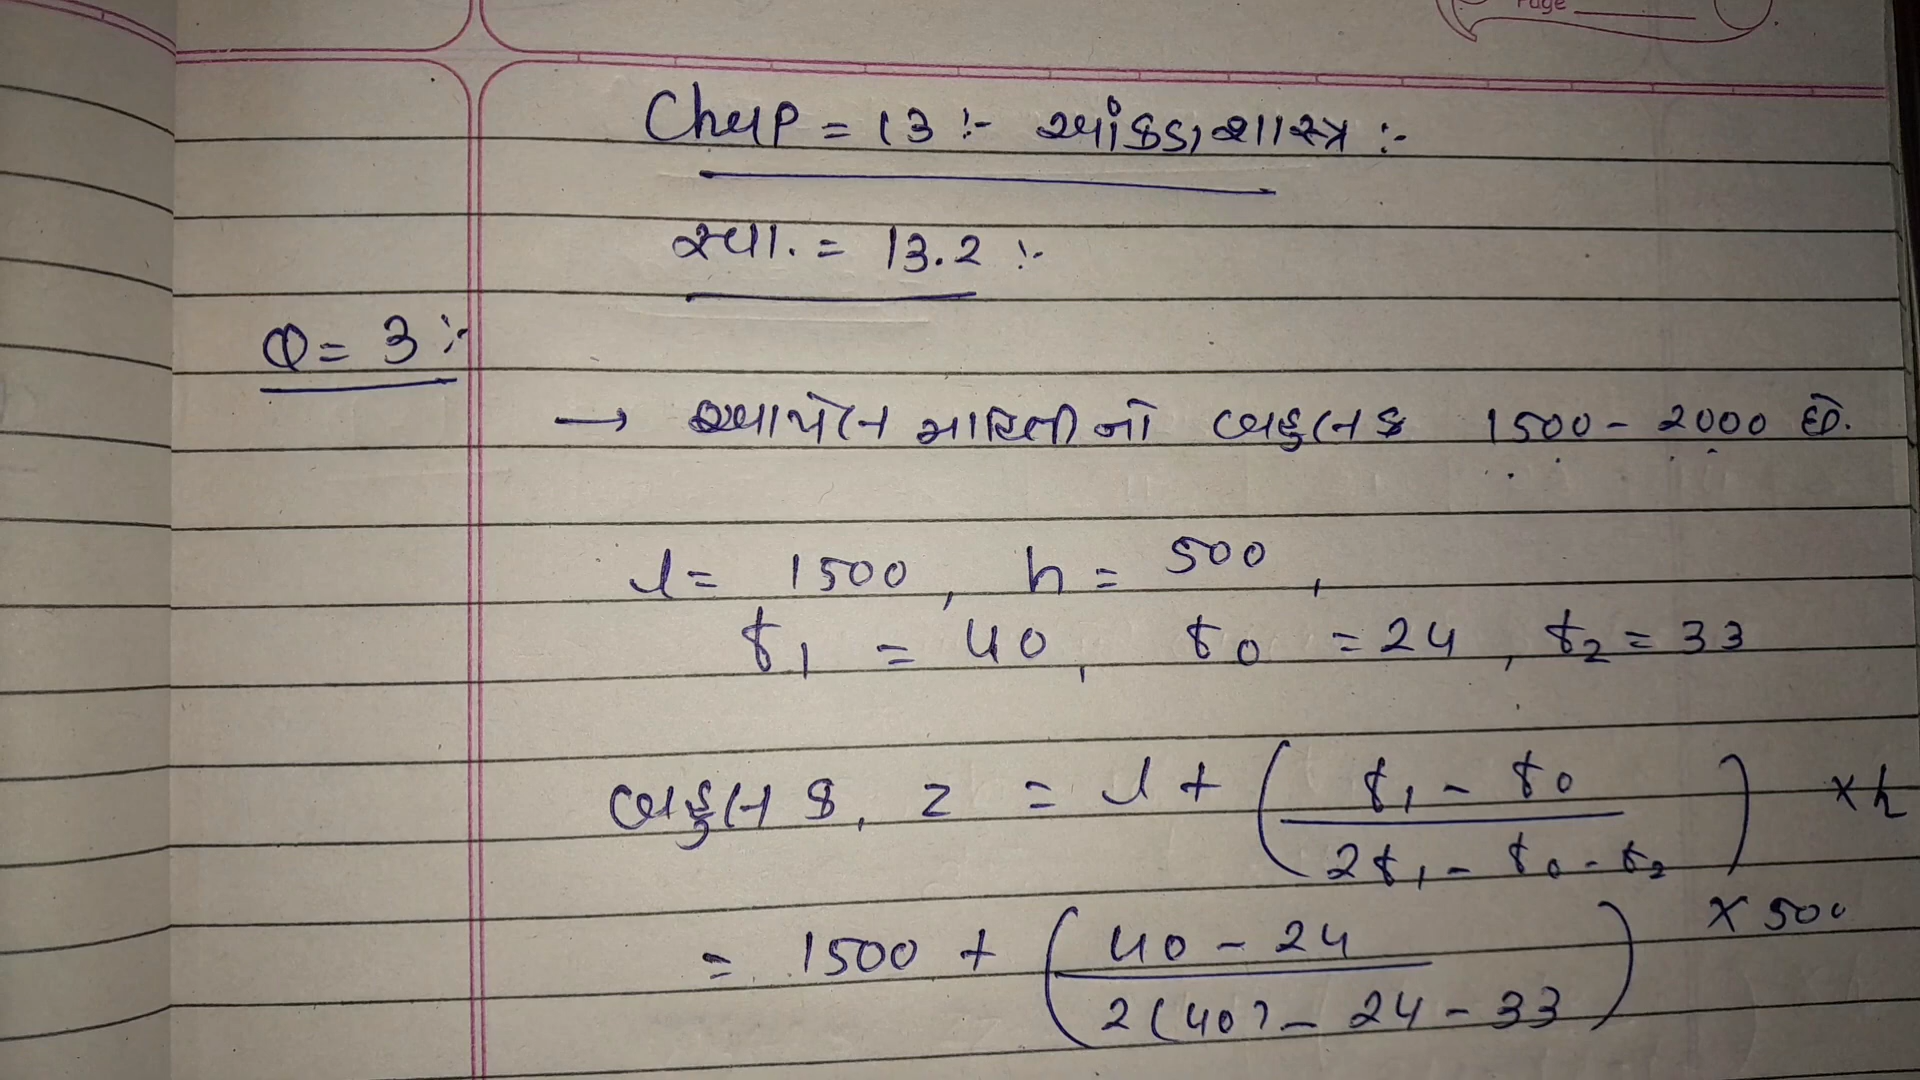 Page
Chap = 13 :- આંકડાશાસ્ત્ર :-
સ્વા. = 13.2 :-
Q = 3 :-
→ આપેલ માહિતીનો બહુલક 1500 - 2000 છે.
l = 1500, h = 500,
f₁ = 40, f₀ = 24, f₂ = 33
બહુલક, z = l + (f₁ - f₀ / 2f₁ - f₀ - f₂) × h
= 1500 + (40 - 24 / 2(40) - 24 - 33) × 500